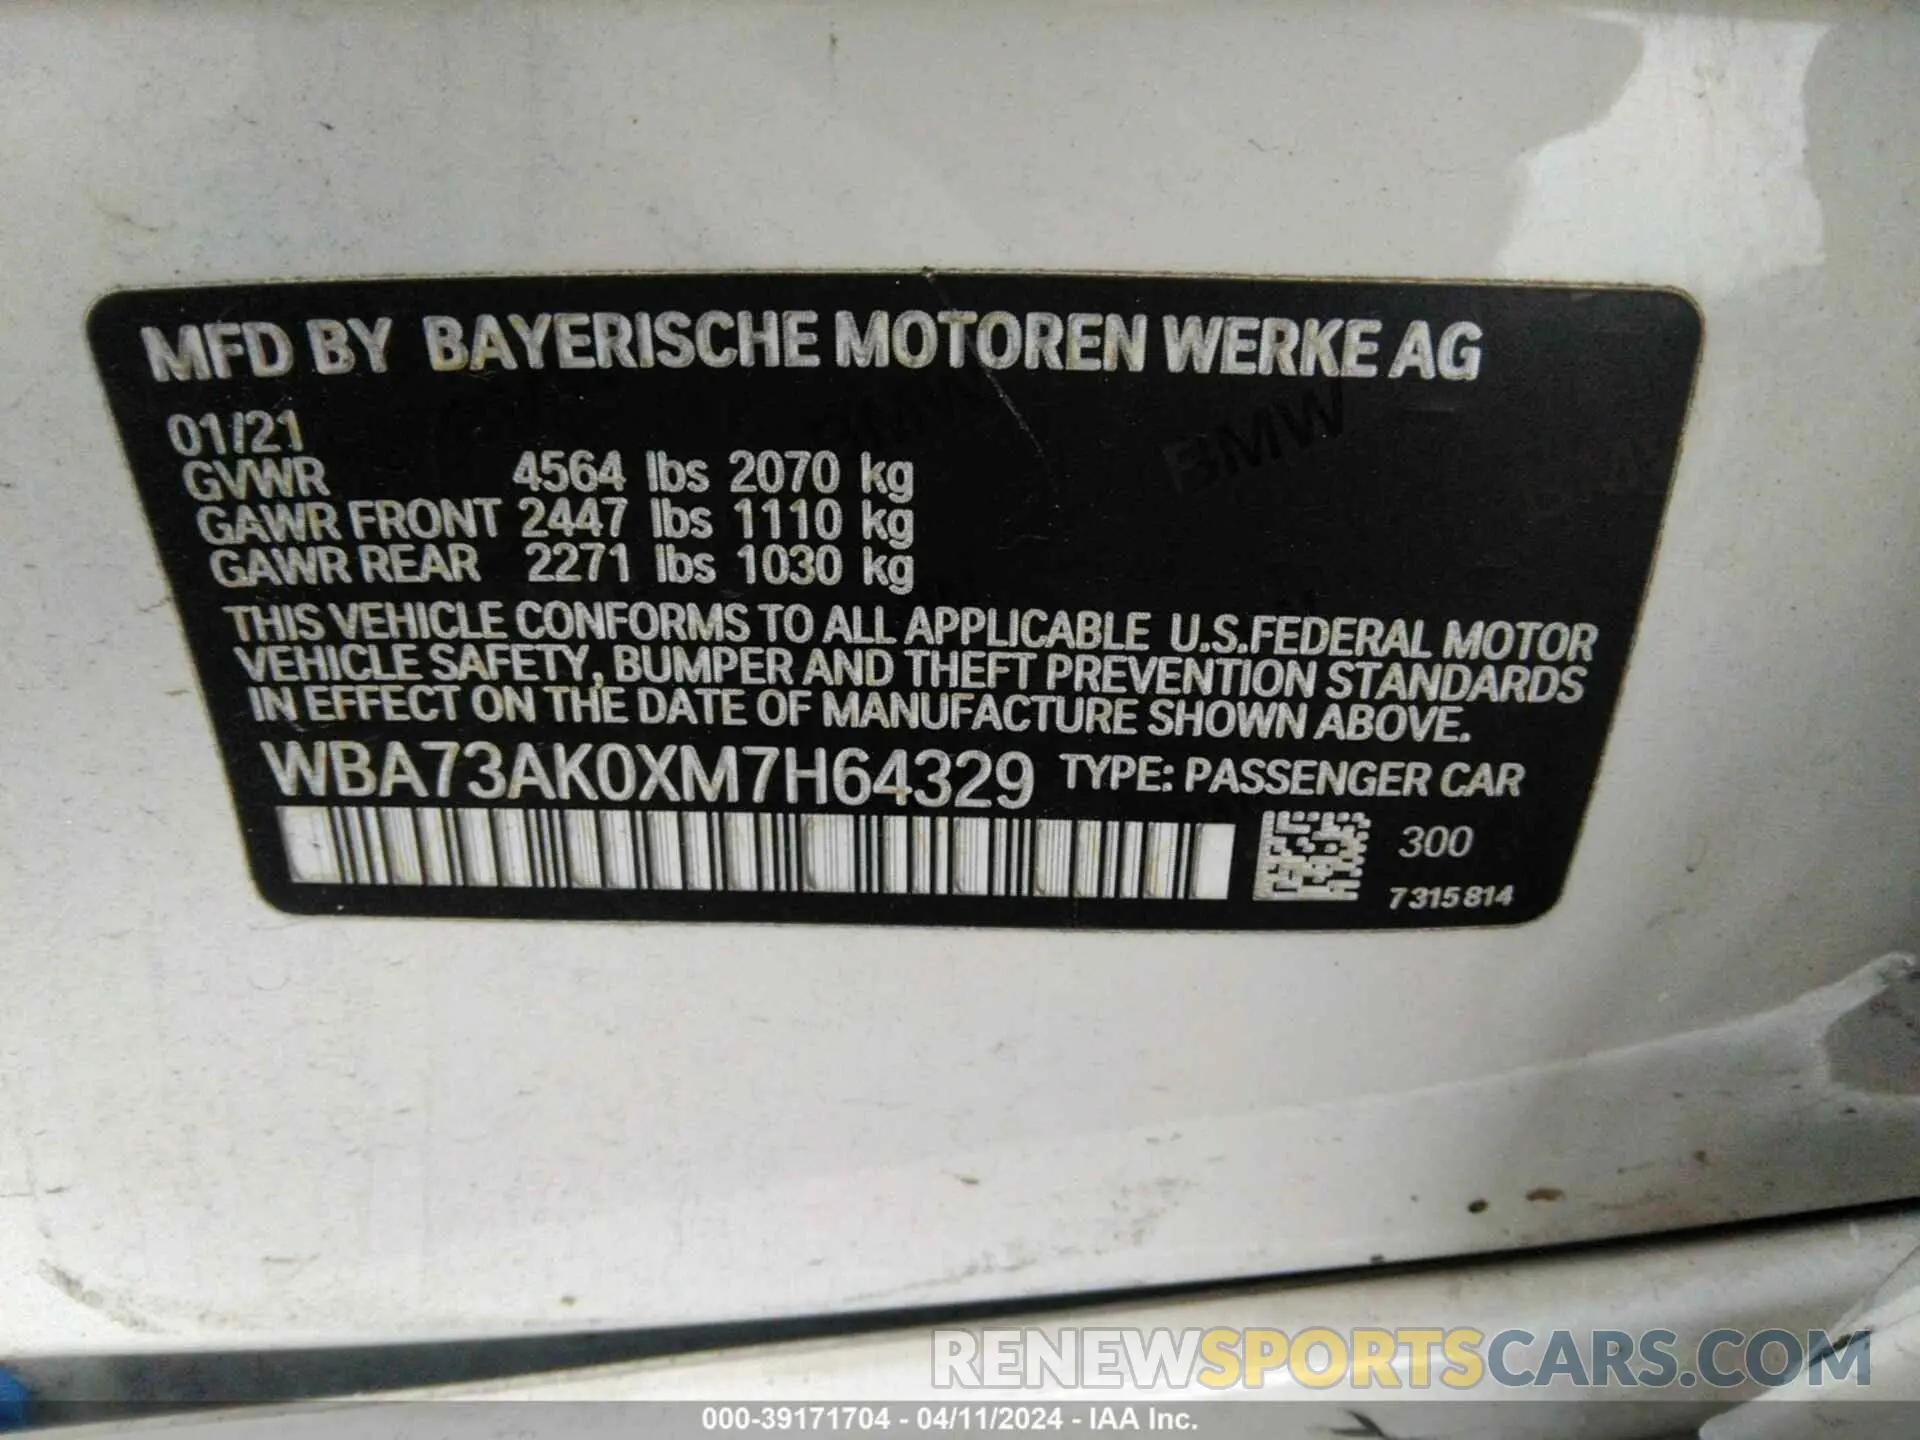 MFD BY BAYERISCHE MOTOREN WERKE AG
01/21
GVWR 4564 lbs 2070 kg
GAWR FRONT 2447 lbs 1110 kg
GAWR REAR 2271 lbs 1030 kg
THIS VEHICLE CONFORMS TO ALL APPLICABLE U.S.FEDERAL MOTOR
VEHICLE SAFETY, BUMPER AND THEFT PREVENTION STANDARDS
IN EFFECT ON THE DATE OF MANUFACTURE SHOWN ABOVE.
WBA73AK0XM7H64329 TYPE: PASSENGER CAR
300
7315814
BMW
RENEWSPORTSCARS.COM
000-39171704 - 04/11/2024 - IAA Inc.